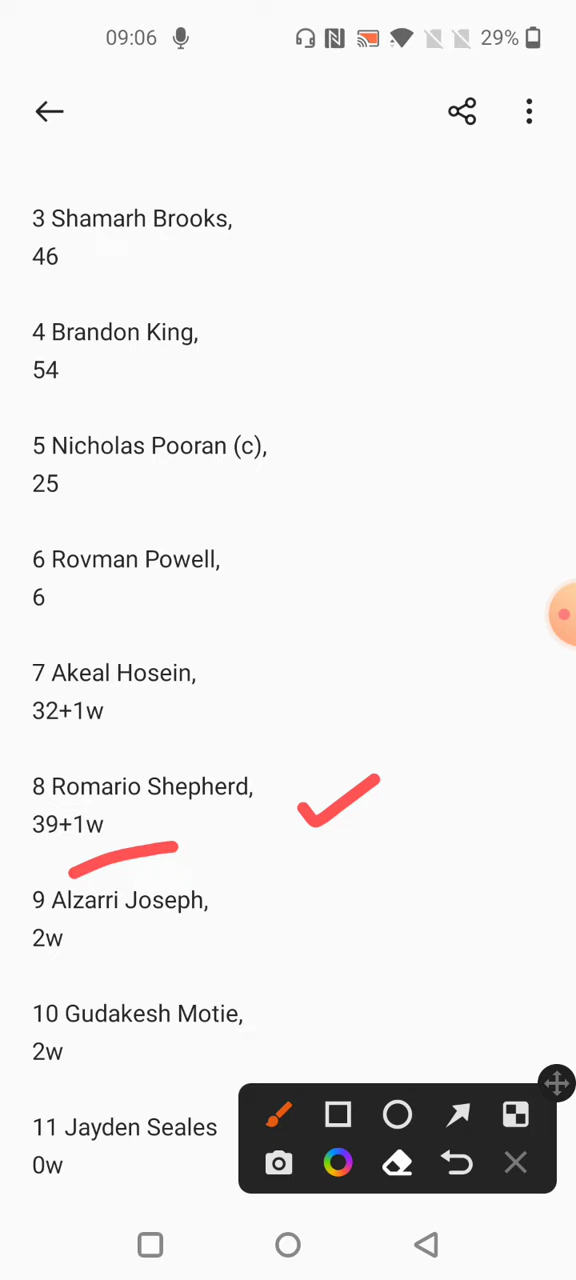 09:06
29%
3 Shamarh Brooks,
46
4 Brandon King,
54
5 Nicholas Pooran (c),
25
6 Rovman Powell,
6
7 Akeal Hosein,
32+1w
8 Romario Shepherd,
39+1w
9 Alzarri Joseph,
2w
10 Gudakesh Motie,
2w
11 Jayden Seales
0w